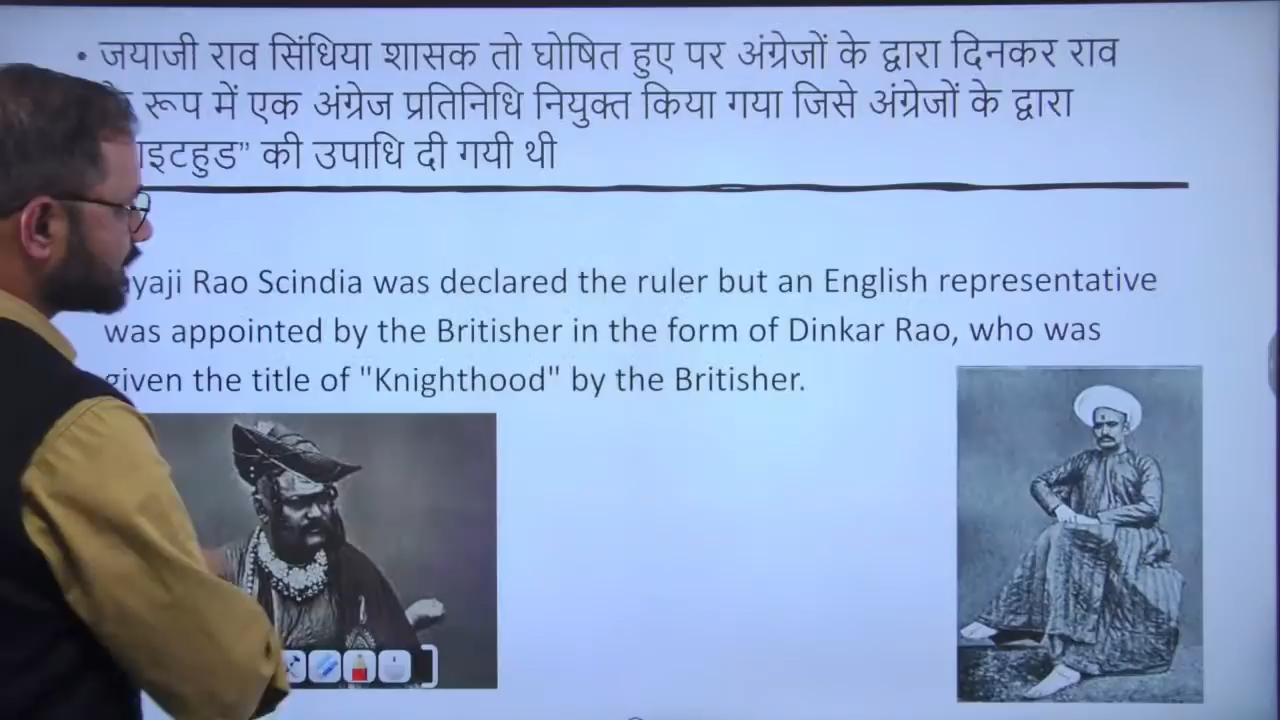 • जयाजी राव सिंधिया शासक तो घोषित हुए पर अंग्रेजों के द्वारा दिनकर राव
रूप में एक अंग्रेज प्रतिनिधि नियुक्त किया गया जिसे अंग्रेजों के द्वारा
की उपाधि दी गयी थी
Rao Scindia was declared the ruler but an English representative
was appointed by the Britisher in the form of Dinkar Rao, who was
given the title of "Knighthood" by the Britisher.